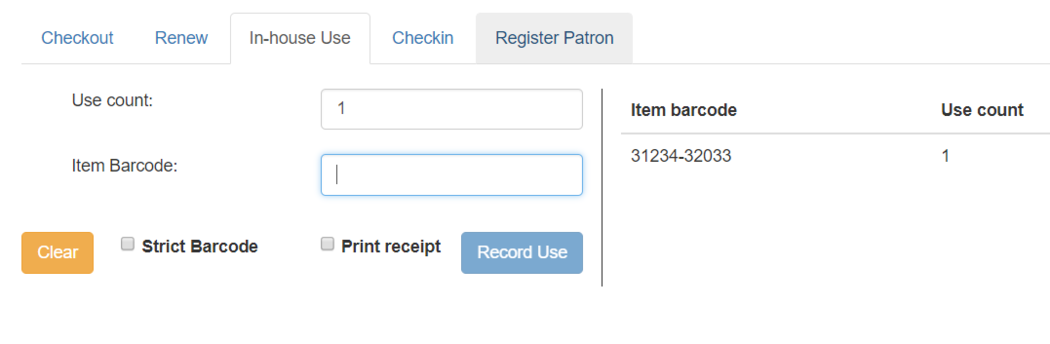 Checkout Renew In-house Use Checkin Register Patron
Use count: 1
Item Barcode:
Clear Strict Barcode Print receipt Record Use
Item barcode Use count
31234-32033 1